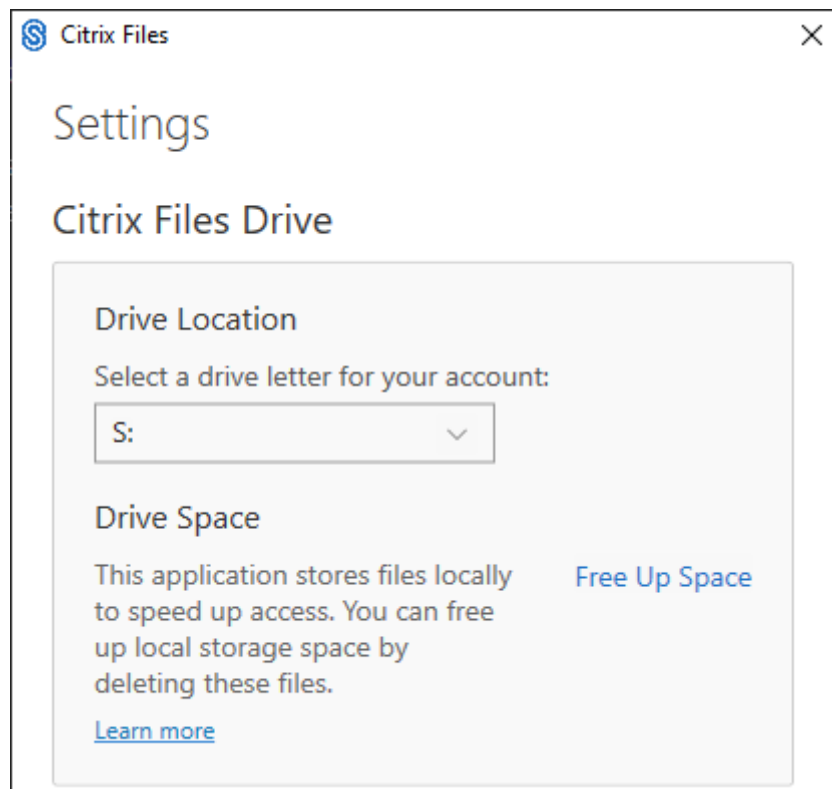 Citrix Files
Settings
Citrix Files Drive
Drive Location
Select a drive letter for your account:
S:
Drive Space
This application stores files locally
to speed up access. You can free
up local storage space by
deleting these files.
Free Up Space
Learn more